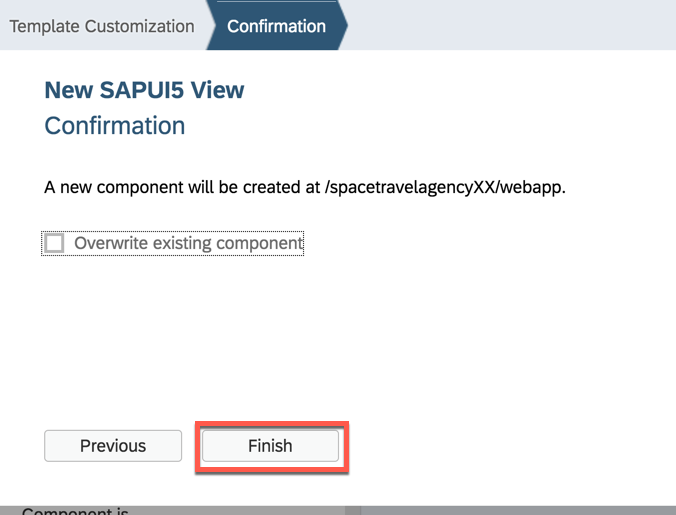 Template Customization
Confirmation
New SAPUI5 View
Confirmation
A new component will be created at /spacetravelagencyXX/webapp.
Overwrite existing component
Previous
Finish
Component is